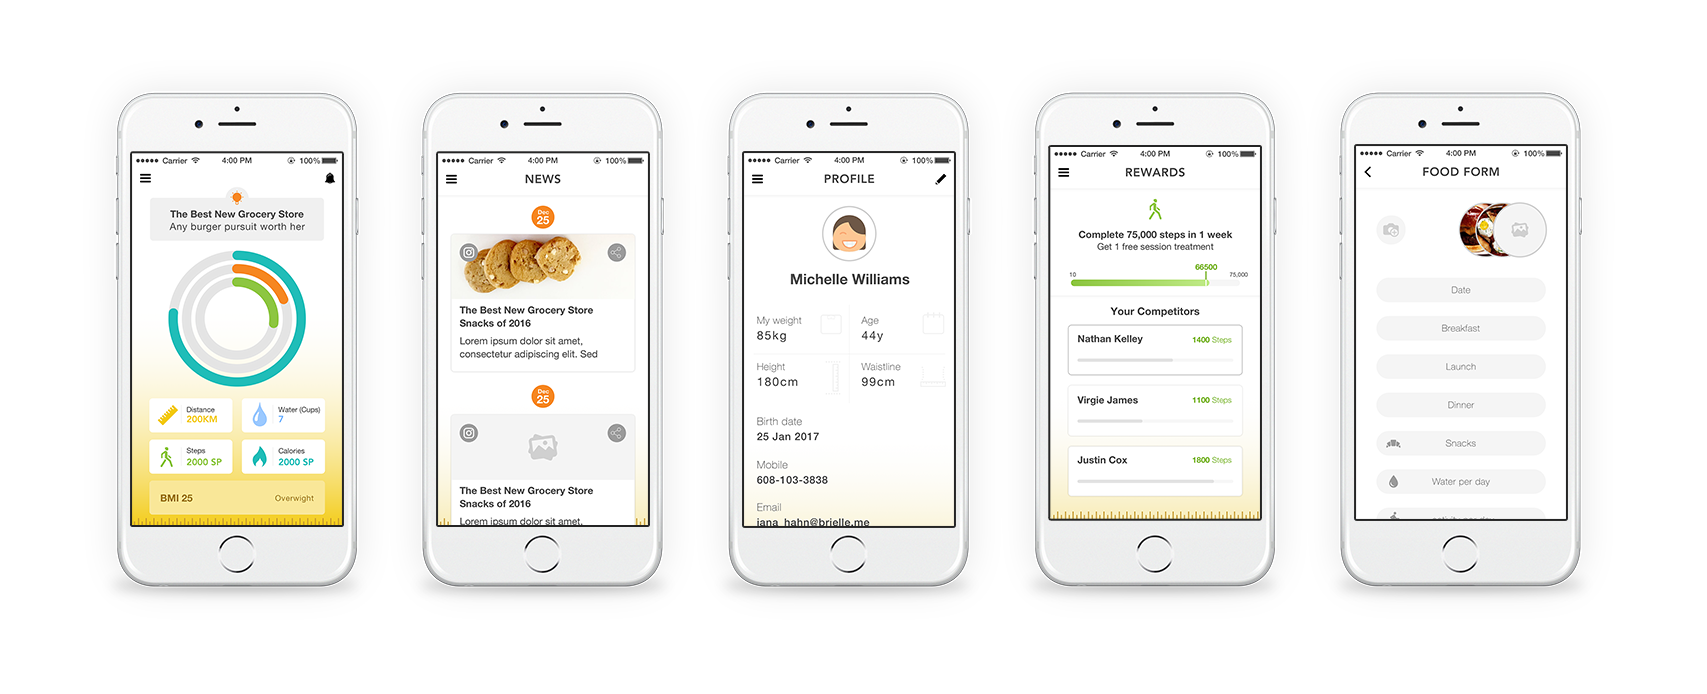 Carrier 4:00 PM 100%
The Best New Grocery Store
Any burger pursuit worth her
Distance
200KM
Water (Cups)
7
Steps
2000 SP
Calories
2000 SP
BMI 25
Overwight
Carrier 4:00 PM 100%
NEWS
Dec
25
The Best New Grocery Store
Snacks of 2016
Lorem ipsum dolor sit amet,
consectetur adipiscing elit. Sed
Dec
25
The Best New Grocery Store
Snacks of 2016
Lorem ipsum dolor sit amet,
Carrier 4:00 PM 100%
PROFILE
Michelle Williams
My weight
85kg
Age
44y
Height
180cm
Waistline
99cm
Birth date
25 Jan 2017
Mobile
608-103-3838
Email
jana_hahn@brielle.me
Carrier 4:00 PM 100%
REWARDS
Complete 75,000 steps in 1 week
Get 1 free session treatment
66500
10
75,000
Your Competitors
Nathan Kelley 1400 Steps
Virgie James 1100 Steps
Justin Cox 1800 Steps
Carrier 4:00 PM 100%
FOOD FORM
Date
Breakfast
Launch
Dinner
Snacks
Water per day